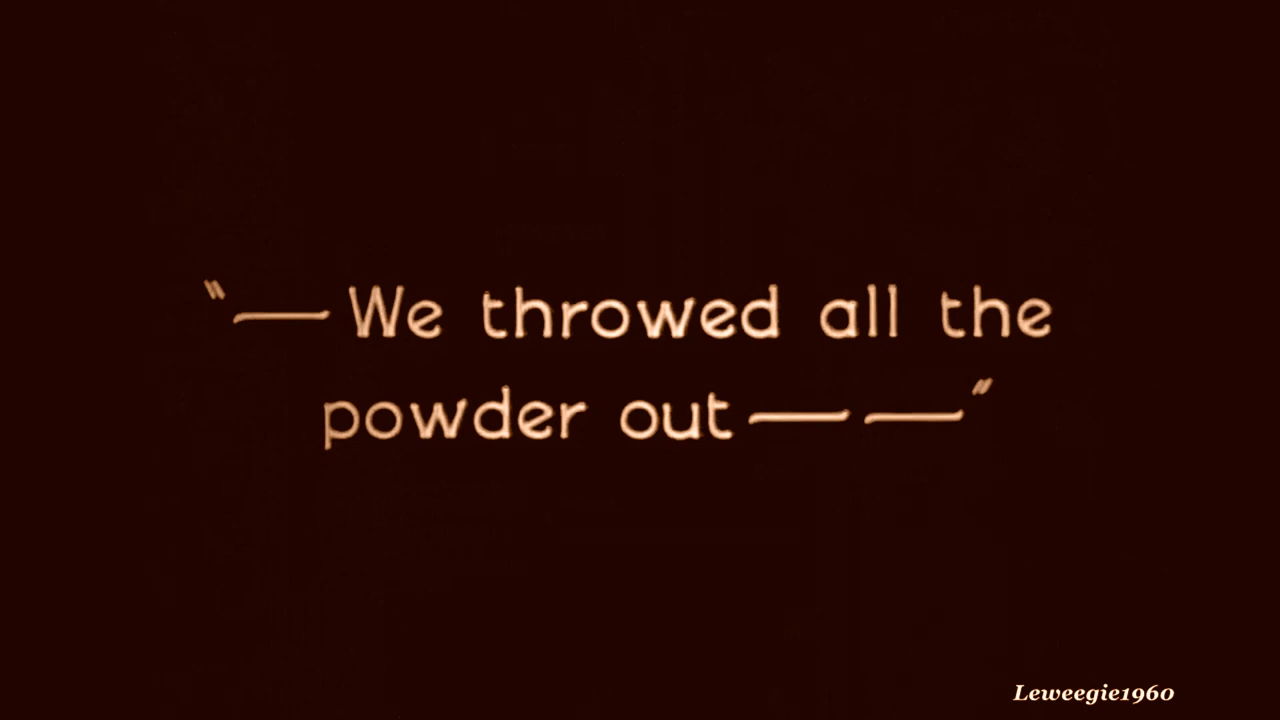 “— We throwed all the
powder out — —”
Leweegie1960